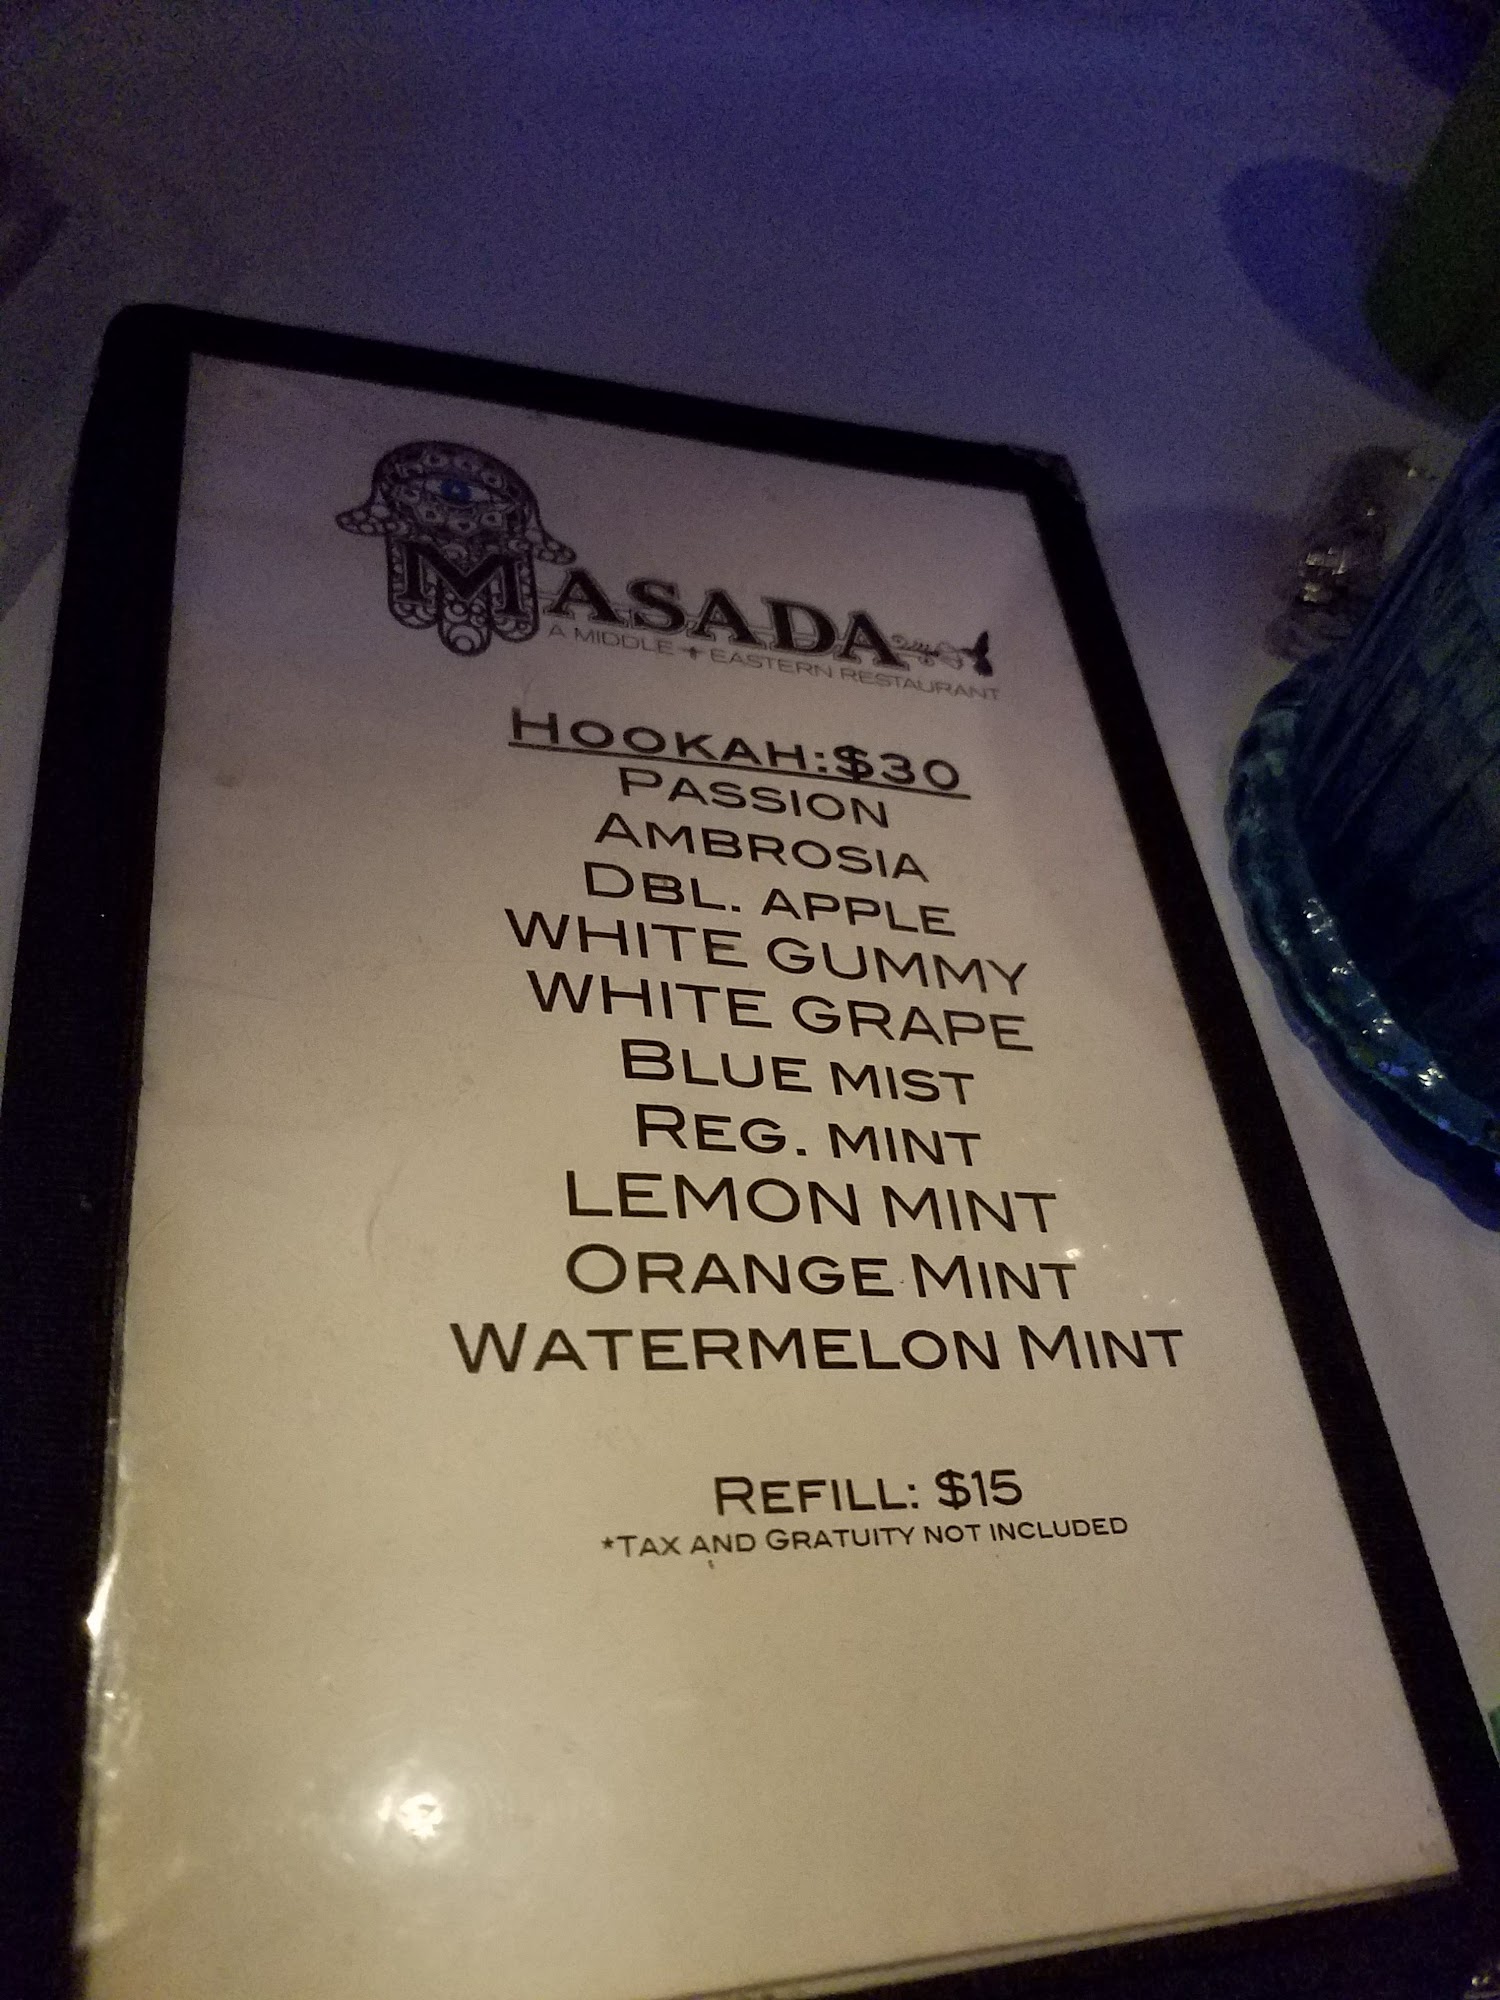 MASADA
A MIDDLE EASTERN RESTAURANT
HOOKAH:$30
PASSION
AMBROSIA
DBL. APPLE
WHITE GUMMY
WHITE GRAPE
BLUE MIST
REG. MINT
LEMON MINT
ORANGE MINT
WATERMELON MINT
REFILL: $15
*TAX AND GRATUITY NOT INCLUDED